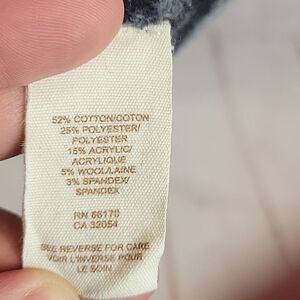 52% COTTON/COTON
25% POLYESTER/
POLYESTER
15% ACRYLIC/
ACRYLIQUE
5% WOOL/LAINE
3% SPANDEX/
SPANDEX
RN 66170
CA 32054
SEE REVERSE FOR CARE
VOIR L'INVERSE POUR
LE SOIN